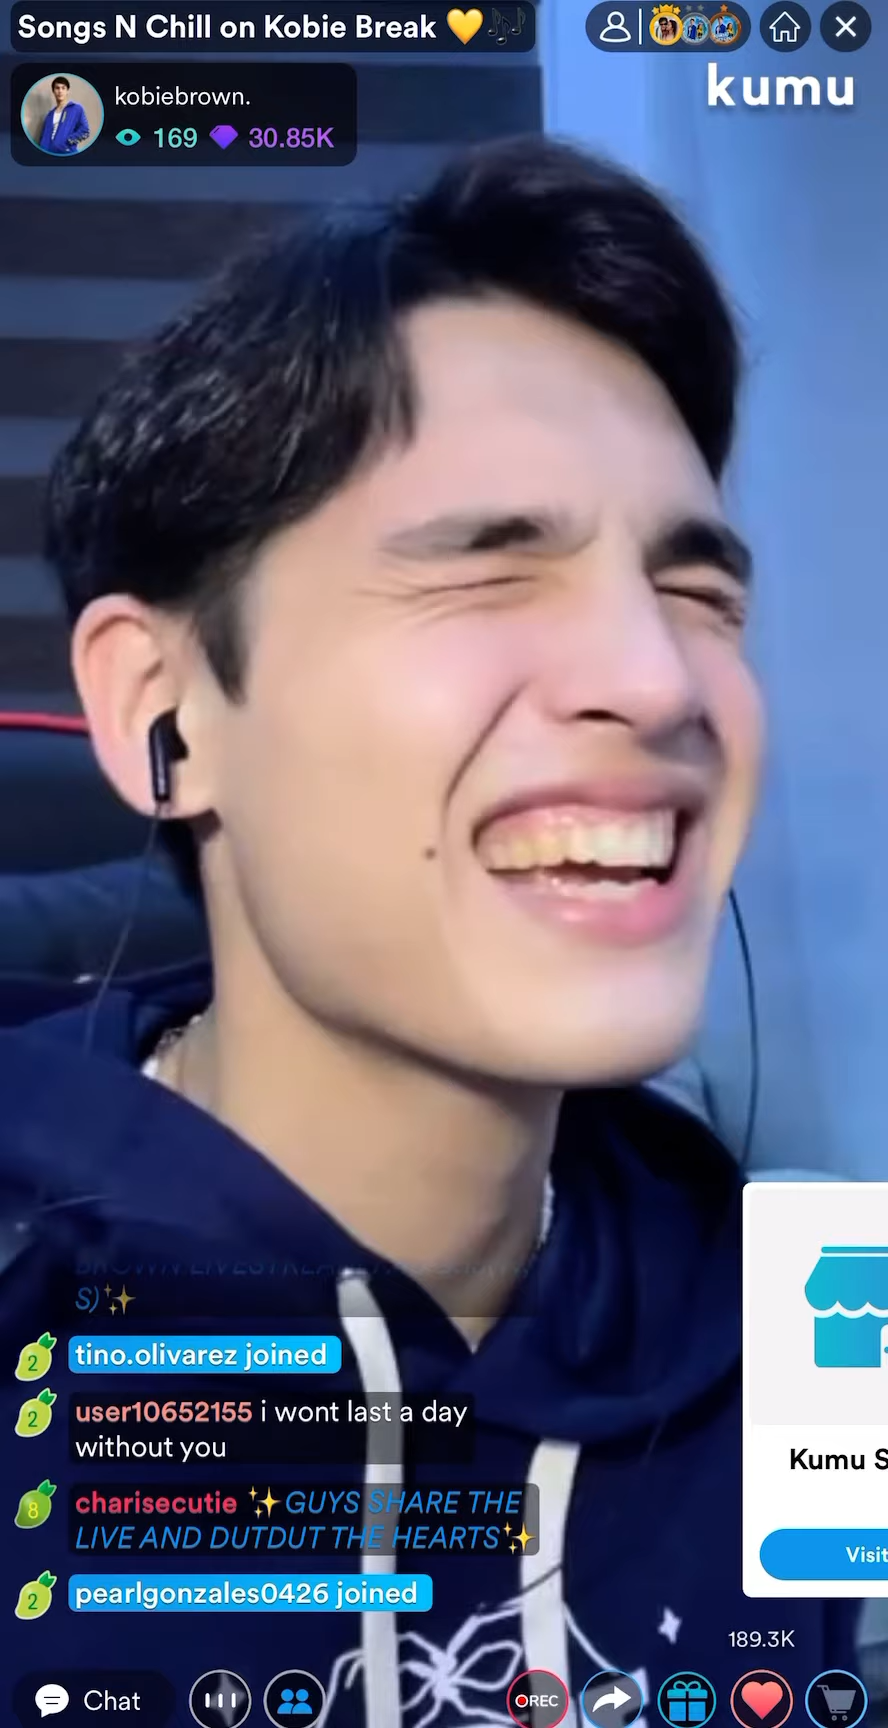 Songs N Chill on Kobie Break 💛🎶
kobiebrown.
169 30.85K
kumu
S)✨
2 tino.olivarez joined
2 user10652155 i wont last a day
without you
8 charisecutie ✨GUYS SHARE THE
LIVE AND DUTDUT THE HEARTS✨
2 pearlgonzales0426 joined
Kumu S
Visit
189.3K
Chat
REC